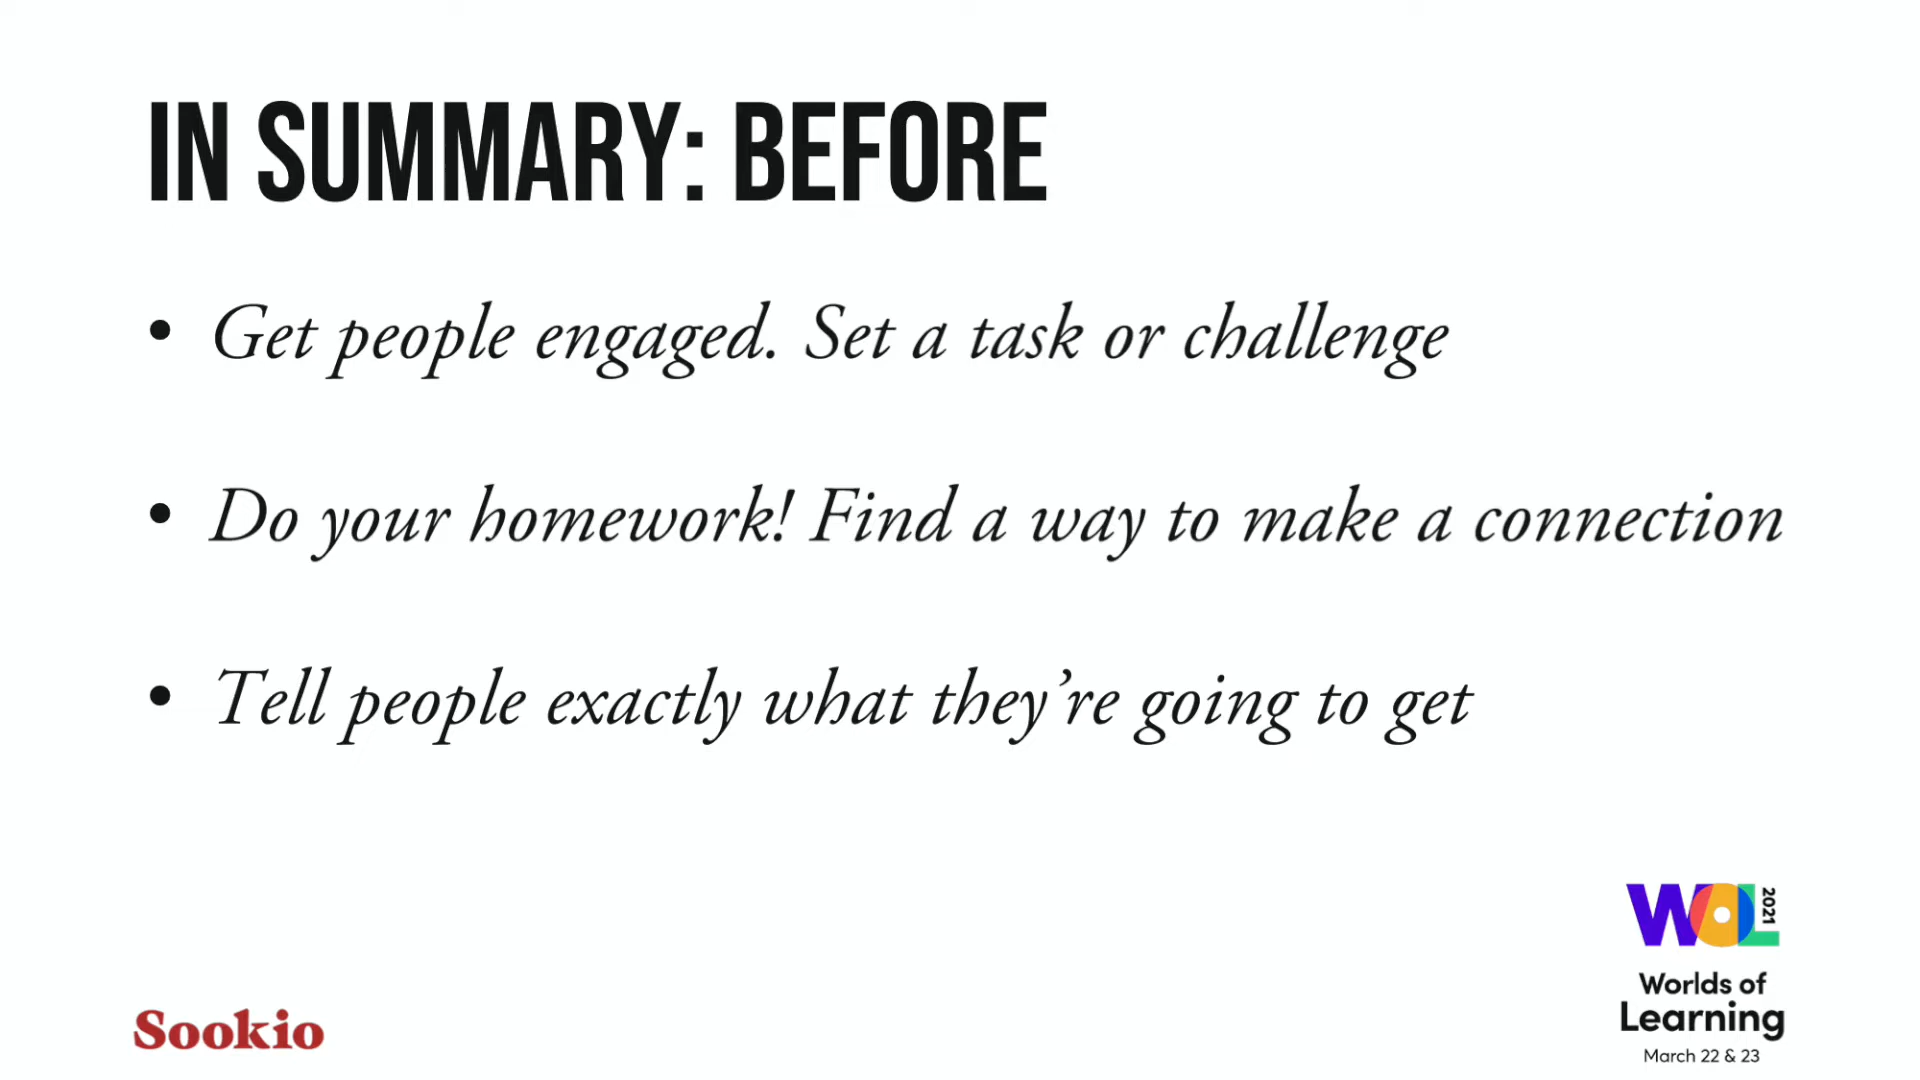 IN SUMMARY: BEFORE
• Get people engaged. Set a task or challenge
• Do your homework! Find a way to make a connection
• Tell people exactly what they’re going to get
Sookio
WOL 2021
Worlds of
Learning
March 22 & 23